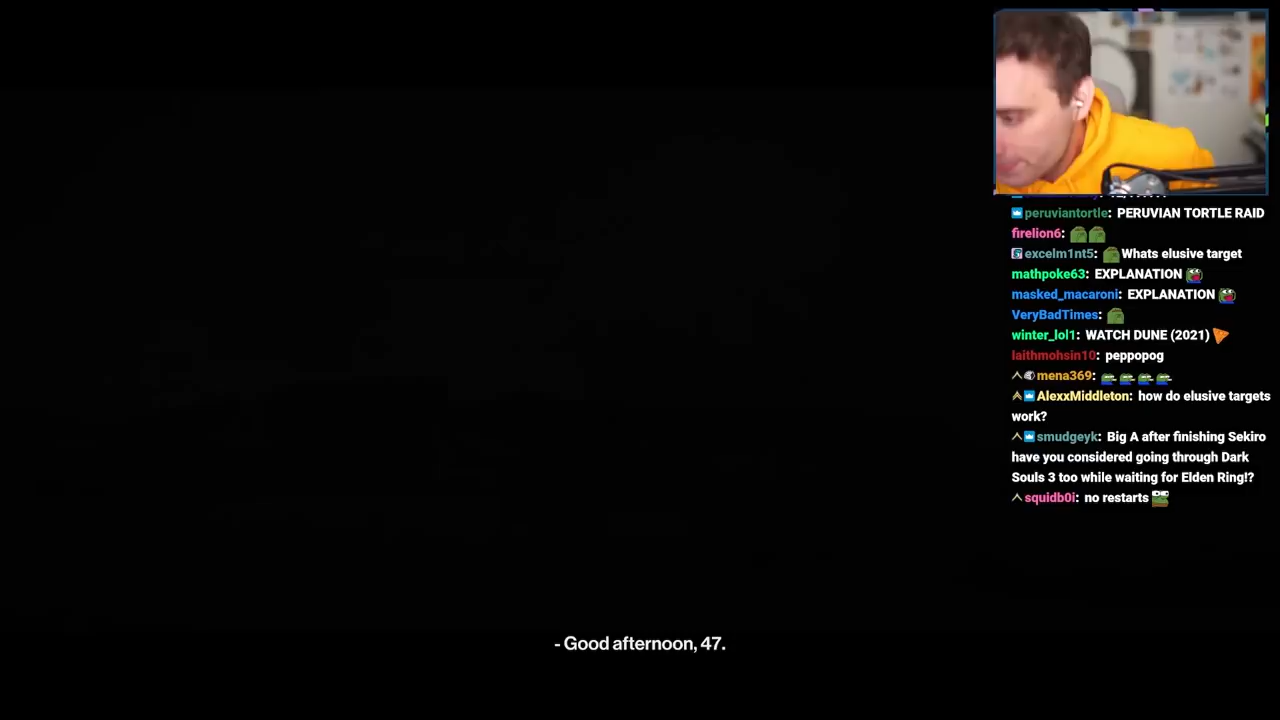 peruviantortle: PERUVIAN TORTLE RAID
firelion6:
excelm1nt5: Whats elusive target
mathpoke63: EXPLANATION
masked_macaroni: EXPLANATION
VeryBadTimes:
winter_lol1: WATCH DUNE (2021)
laithmohsin10: peppopog
mena369:
AlexxMiddleton: how do elusive targets
work?
smudgeyk: Big A after finishing Sekiro
have you considered going through Dark
Souls 3 too while waiting for Elden Ring!?
squidb0i: no restarts
- Good afternoon, 47.